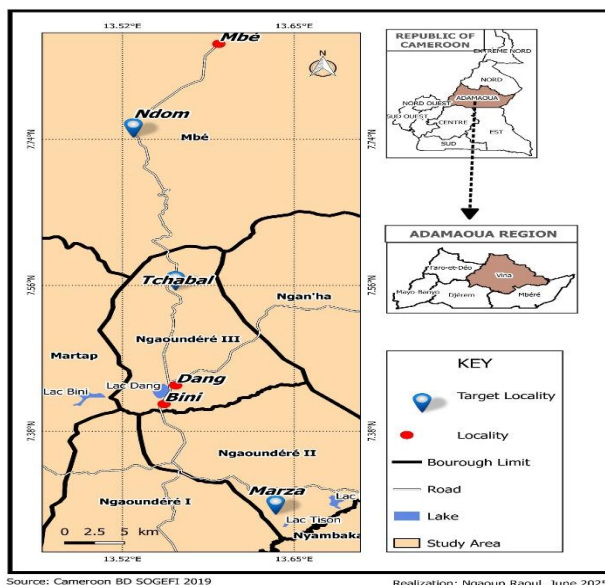 13.52°E
13.65°E
Mbé
N
Ndom
Mbé
7.74°N
7.74°N
Tchabal
7.56°N
7.56°N
Ngan'ha
Ngaoundéré III
Martap
Dang
Lac Dang
Lac Bini
Bini
7.38°N
7.38°N
Ngaoundéré II
Ngaoundéré I
Marza
Lac
Lac Tison
Nyambaka
0 2.5 5 km
13.52°E
13.65°E
REPUBLIC OF
CAMEROON
EXTREME NORD
NORD
ADAMAOUA
NORD OUEST
SUD OUEST
CENTRE
EST
SUD
ADAMAOUA REGION
Faro-et-Déo
Vina
Mayo-Banyo
Djérem
Mbéré
KEY
Target Locality
Locality
Bourough Limit
Road
Lake
Study Area
Source: Cameroon BD SOGEFI 2019
Realization: Ngaoun Raoul, June 2025